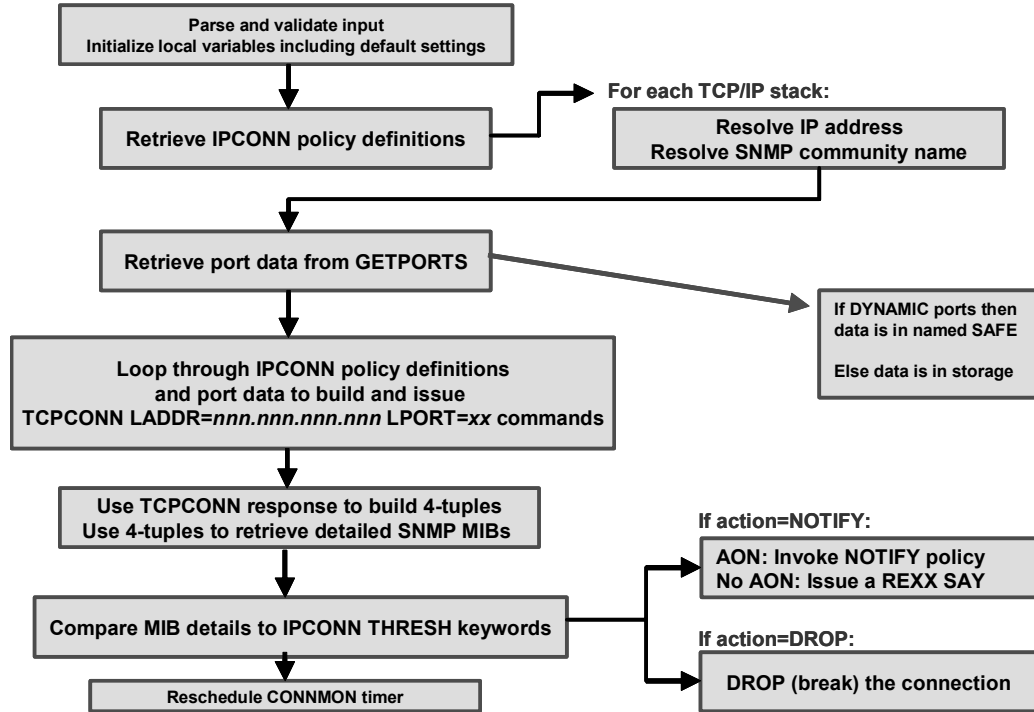 Parse and validate input
Initialize local variables including default settings
For each TCP/IP stack:
Retrieve IPCONN policy definitions
Resolve IP address
Resolve SNMP community name
Retrieve port data from GETPORTS
If DYNAMIC ports then
data is in named SAFE
Else data is in storage
Loop through IPCONN policy definitions
and port data to build and issue
TCPCONN LADDR=nnn.nnn.nnn.nnn LPORT=xx commands
Use TCPCONN response to build 4-tuples
Use 4-tuples to retrieve detailed SNMP MIBs
If action=NOTIFY:
AON: Invoke NOTIFY policy
No AON: Issue a REXX SAY
Compare MIB details to IPCONN THRESH keywords
If action=DROP:
DROP (break) the connection
Reschedule CONNMON timer